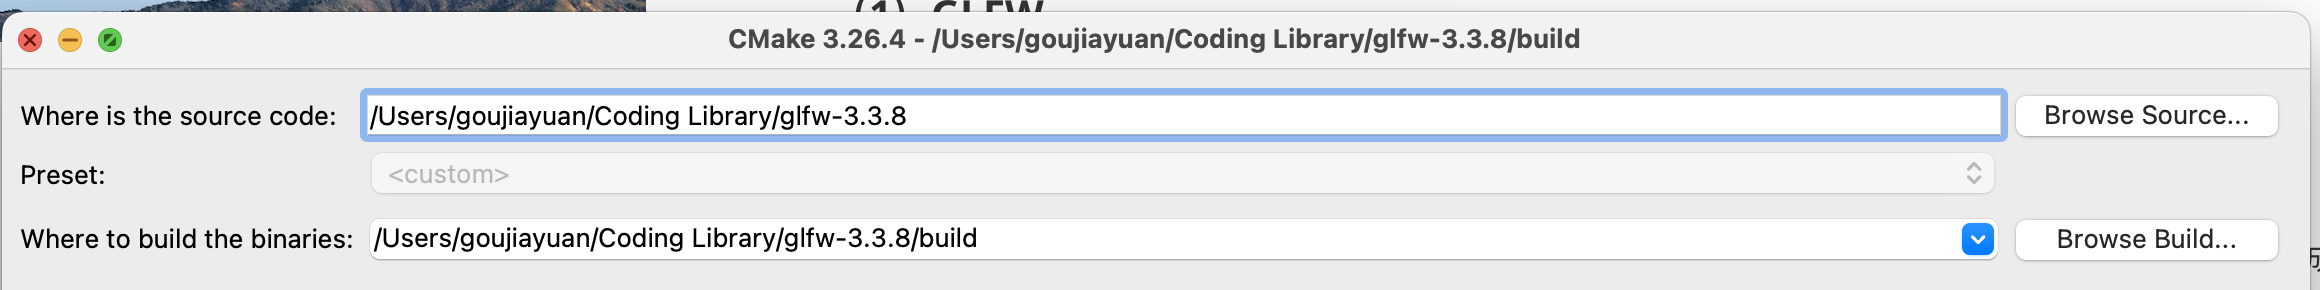 (1) GLFW
CMake 3.26.4 - /Users/goujiayuan/Coding Library/glfw-3.3.8/build
Where is the source code: /Users/goujiayuan/Coding Library/glfw-3.3.8 Browse Source...
Preset: <custom>
Where to build the binaries: /Users/goujiayuan/Coding Library/glfw-3.3.8/build Browse Build...